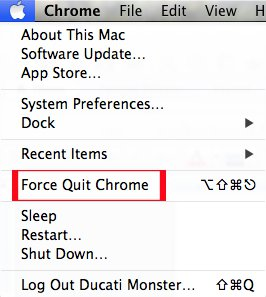 Chrome File Edit View H
About This Mac
Software Update...
App Store...
System Preferences...
Dock ▶
Recent Items ▶
Force Quit Chrome ⌥⇧⌘⎋
Sleep
Restart...
Shut Down...
Log Out Ducati Monster... ⇧⌘Q